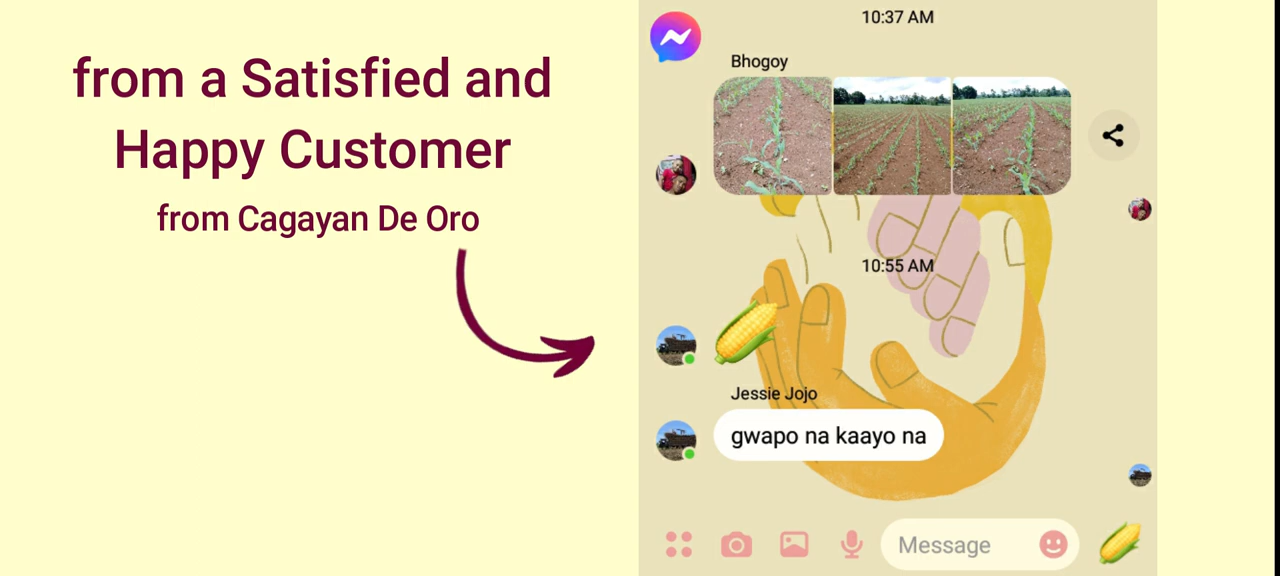 from a Satisfied and
Happy Customer
from Cagayan De Oro
10:37 AM
Bhogoy
10:55 AM
Jessie Jojo
gwapo na kaayo na
Message